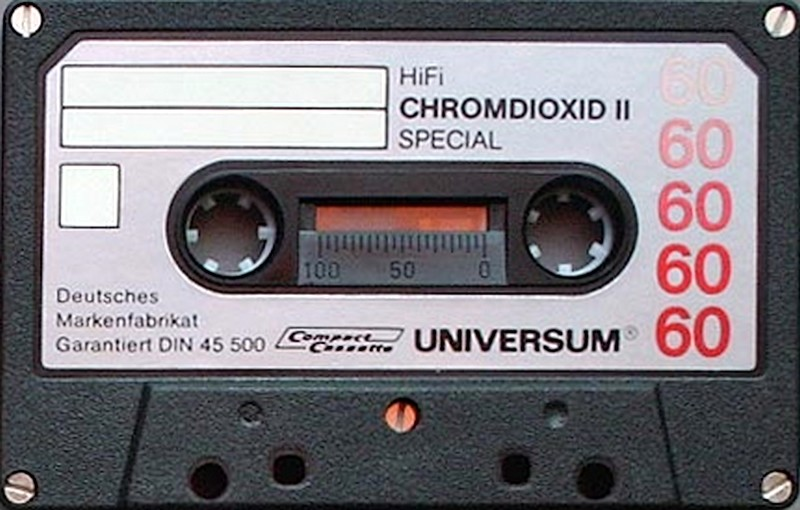 HiFi
CHROMDIOXID II
SPECIAL
60
60
60
60
60
100 50 0
Deutsches
Markenfabrikat
Garantiert DIN 45 500
Compact
Cassette
UNIVERSUM®